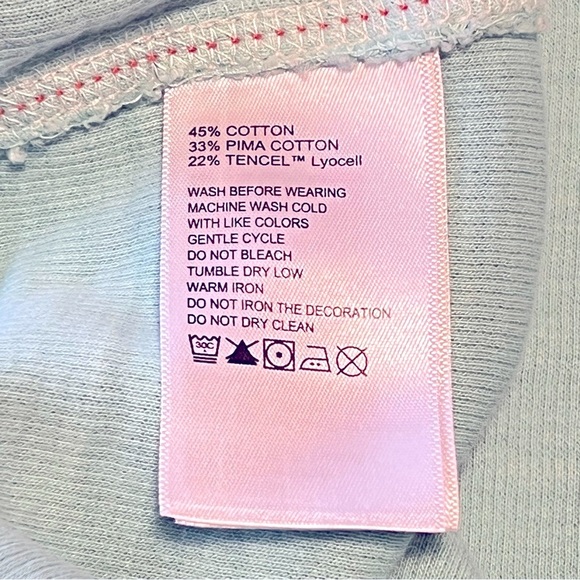 45% COTTON
33% PIMA COTTON
22% TENCEL™ Lyocell
WASH BEFORE WEARING
MACHINE WASH COLD
WITH LIKE COLORS
GENTLE CYCLE
DO NOT BLEACH
TUMBLE DRY LOW
WARM IRON
DO NOT IRON THE DECORATION
DO NOT DRY CLEAN
30C